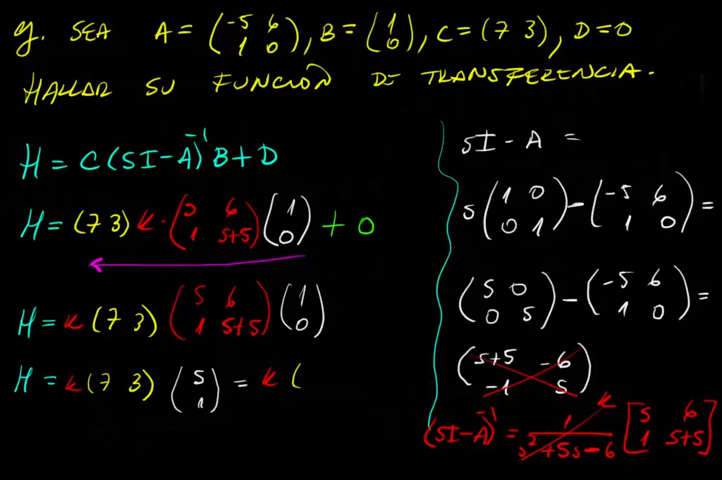 ej. SEA A = (-5 6 / 1 0), B = (1 / 0), C = (7 3), D = 0
HALLAR SU FUNCIÓN DE TRANSFERENCIA.
H = C(SI-A)⁻¹B+D
H = (7 3) k·(s 6 / 1 s+5)(1 / 0) + 0
H = k (7 3) (s 6 / 1 s+5) (1 / 0)
H = k (7 3) (s / 1) = k (
SI - A =
s(1 0 / 0 1) - (-5 6 / 1 0) =
(s 0 / 0 s) - (-5 6 / 1 0) =
(s+5 -6 / -1 s)
k
(SI-A)⁻¹ = 1 / s²+5s-6 [s 6 / 1 s+5]